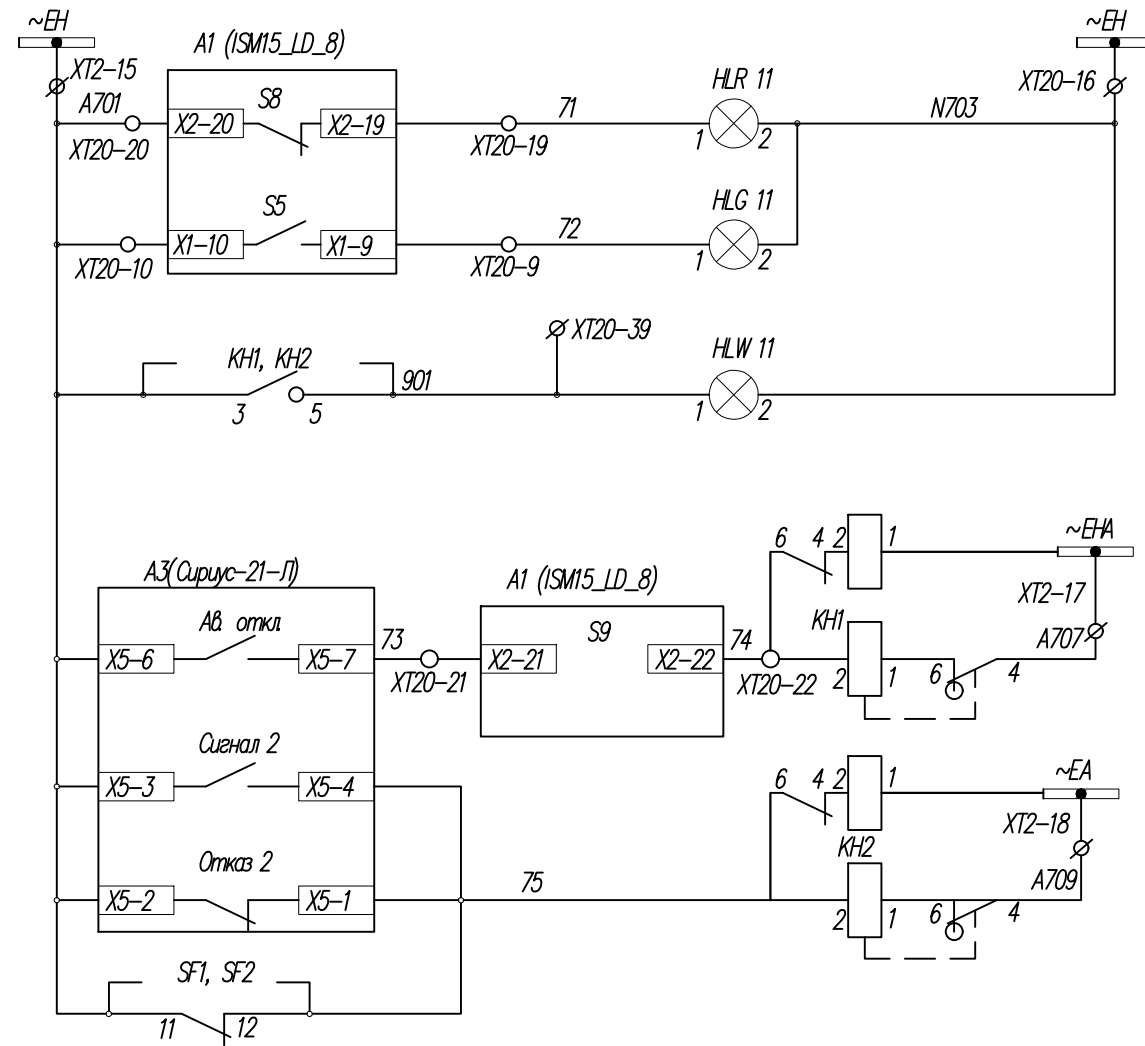 ~EH
~EH
A1 (ISM15_LD_8)
XT2-15
XT20-16
A701
S8
HLR 11
X2-20
X2-19
71
N703
XT20-20
XT20-19
1
2
S5
HLG 11
X1-10
X1-9
72
XT20-10
XT20-9
1
2
XT20-39
KH1, KH2
HLW 11
901
3
5
1
2
~EHA
6
4
2
1
A3(Сириус-21-Л)
A1 (ISM15_LD_8)
XT2-17
Ав. откл.
S9
KH1
A707
X5-6
X5-7
73
X2-21
X2-22
74
XT20-21
XT20-22
2
1
6
4
Сигнал 2
~EA
X5-3
X5-4
6
4
2
1
XT2-18
Отказ 2
KH2
X5-2
X5-1
75
A709
2
1
6
4
SF1, SF2
11
12